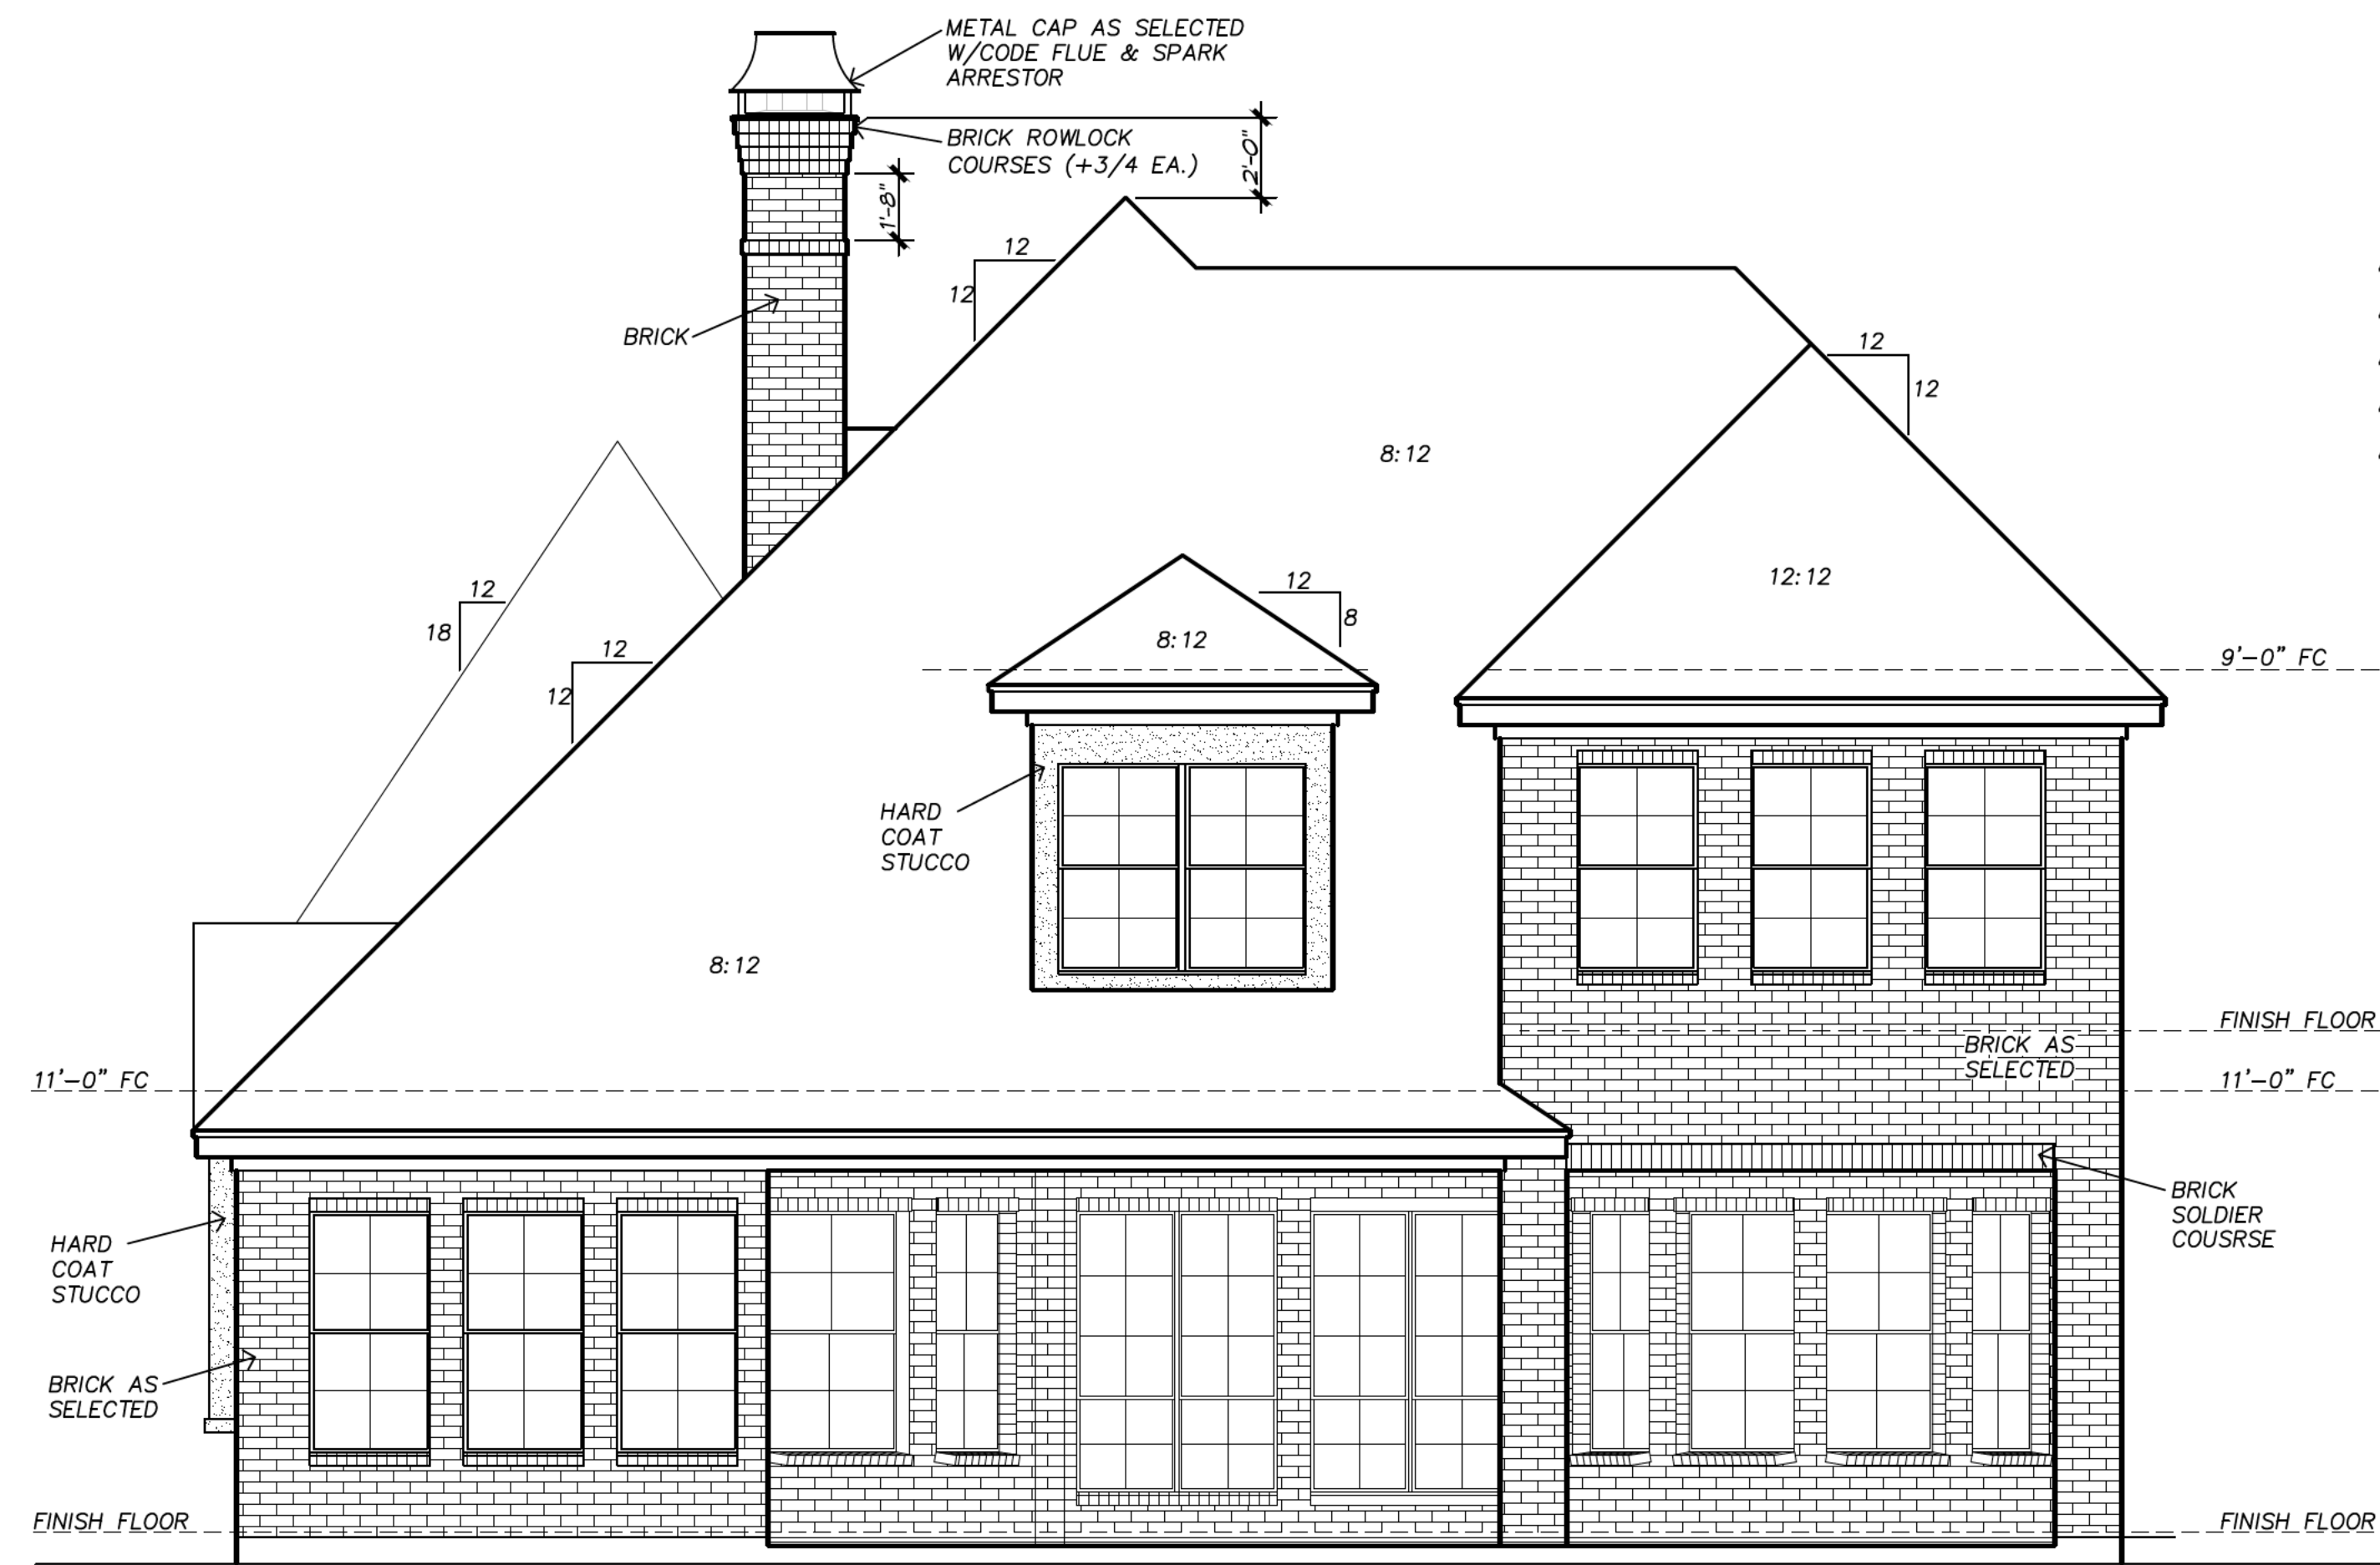 METAL CAP AS SELECTED
W/CODE FLUE & SPARK
ARRESTOR
BRICK ROWLOCK
COURSES (+3/4 EA.)
2'-0"
1'-8"
12
12
BRICK
12
12
8:12
12
18
12
12
12:12
12
8
8:12
9'-0" FC
HARD
COAT
STUCCO
8:12
FINISH FLOOR
BRICK AS
SELECTED
11'-0" FC
11'-0" FC
BRICK
SOLDIER
COUSRSE
HARD
COAT
STUCCO
BRICK AS
SELECTED
FINISH FLOOR
FINISH FLOOR